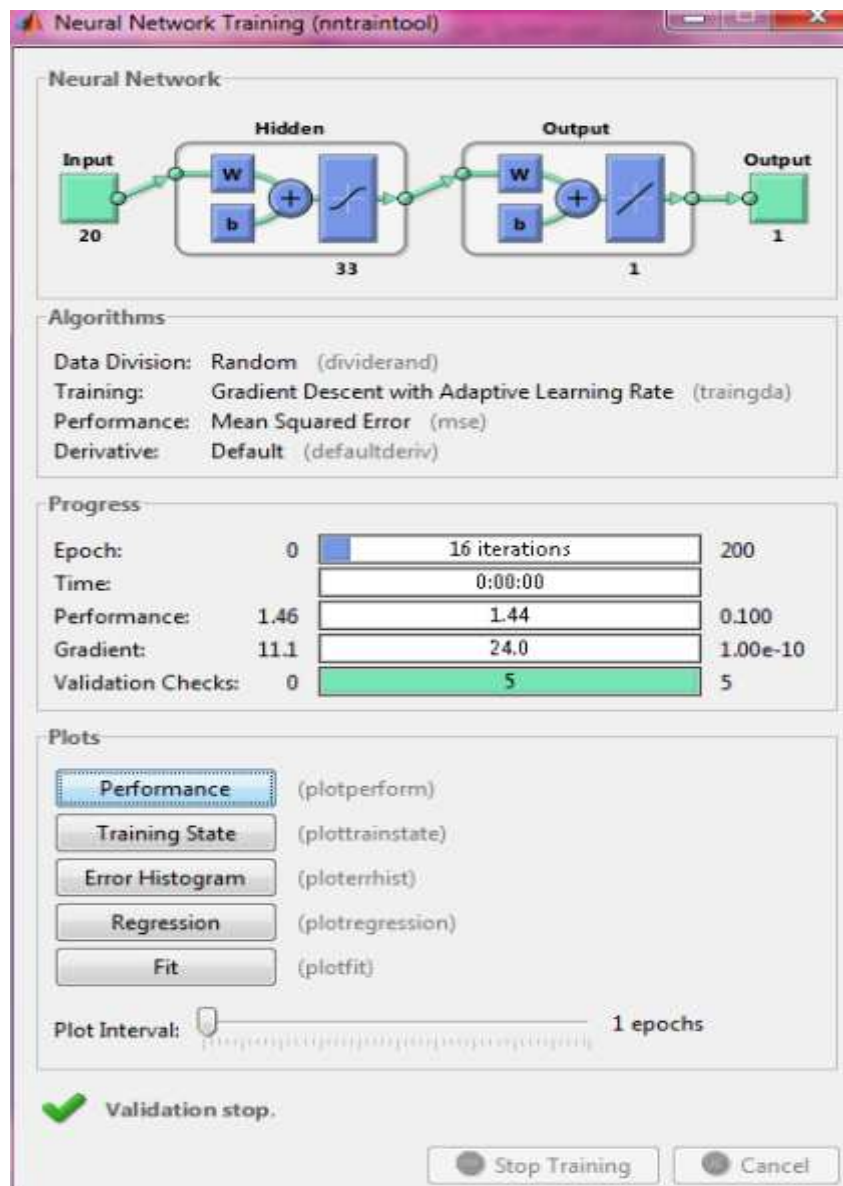 Neural Network Training (nntraintool)
Neural Network
Hidden
Output
Input
W
b
+
W
b
+
Output
20
33
1
1
Algorithms
Data Division: Random (dividerand)
Training: Gradient Descent with Adaptive Learning Rate (traingda)
Performance: Mean Squared Error (mse)
Derivative: Default (defaultderiv)
Progress
Epoch: 0 16 iterations 200
Time: 0:00:00
Performance: 1.46 1.44 0.100
Gradient: 11.1 24.0 1.00e-10
Validation Checks: 0 5 5
Plots
Performance (plotperform)
Training State (plottrainstate)
Error Histogram (ploterrhist)
Regression (plotregression)
Fit (plotfit)
Plot Interval: 1 epochs
Validation stop.
Stop Training Cancel